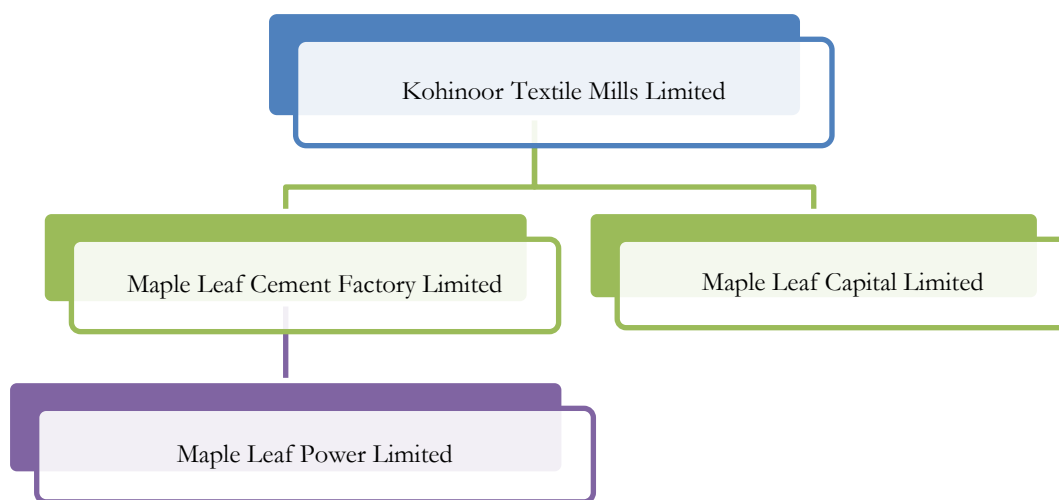 Kohinoor Textile Mills Limited
Maple Leaf Cement Factory Limited
Maple Leaf Capital Limited
Maple Leaf Power Limited